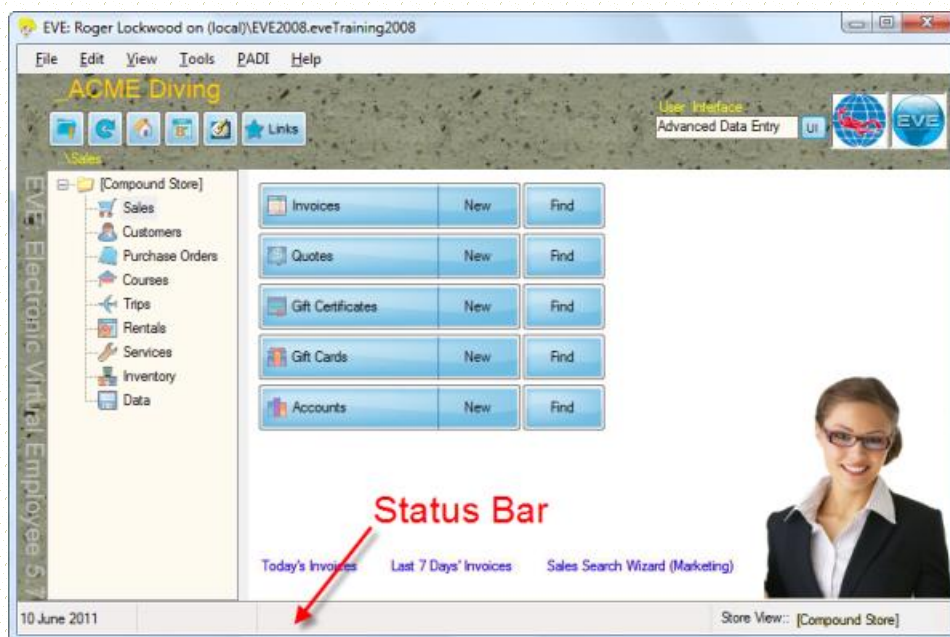 EVE: Roger Lockwood on (local)\EVE2008.eveTraining2008
File Edit View Tools PADI Help
_ACME Diving
User Interface
Links
Advanced Data Entry
UI
EVE
.\Sales
EVE: Electronic Virtual Employee 5.7
[Compound Store]
Sales
Customers
Purchase Orders
Courses
Trips
Rentals
Services
Inventory
Data
Invoices New Find
Quotes New Find
Gift Certificates New Find
Gift Cards New Find
Accounts New Find
Status Bar
Today's Invoices Last 7 Days' Invoices Sales Search Wizard (Marketing)
10 June 2011
Store View:: [Compound Store]